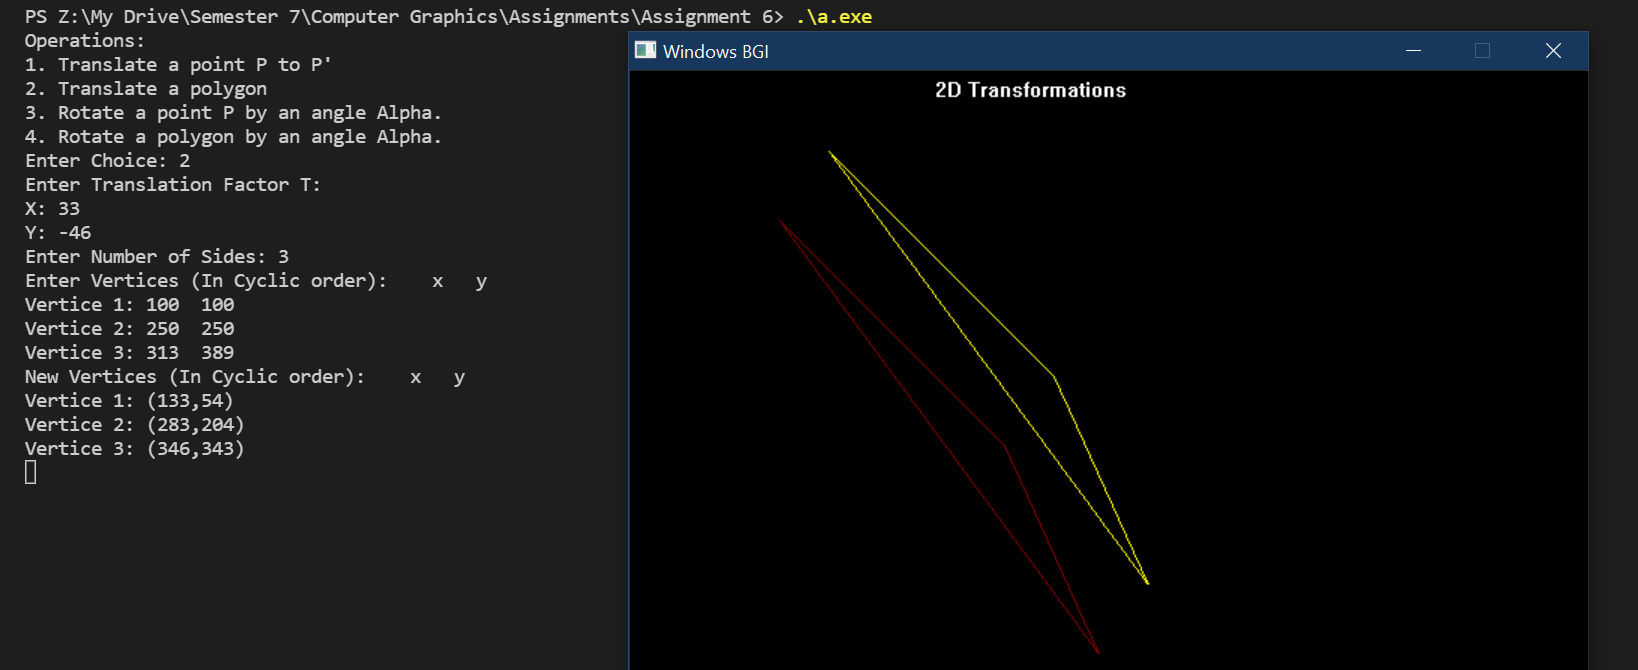 PS Z:\My Drive\Semester 7\Computer Graphics\Assignments\Assignment 6> .\a.exe
Operations:
1. Translate a point P to P'
2. Translate a polygon
3. Rotate a point P by an angle Alpha.
4. Rotate a polygon by an angle Alpha.
Enter Choice: 2
Enter Translation Factor T:
X: 33
Y: -46
Enter Number of Sides: 3
Enter Vertices (In Cyclic order):    x   y
Vertice 1: 100  100
Vertice 2: 250  250
Vertice 3: 313  389
New Vertices (In Cyclic order):    x   y
Vertice 1: (133,54)
Vertice 2: (283,204)
Vertice 3: (346,343)
Windows BGI
2D Transformations